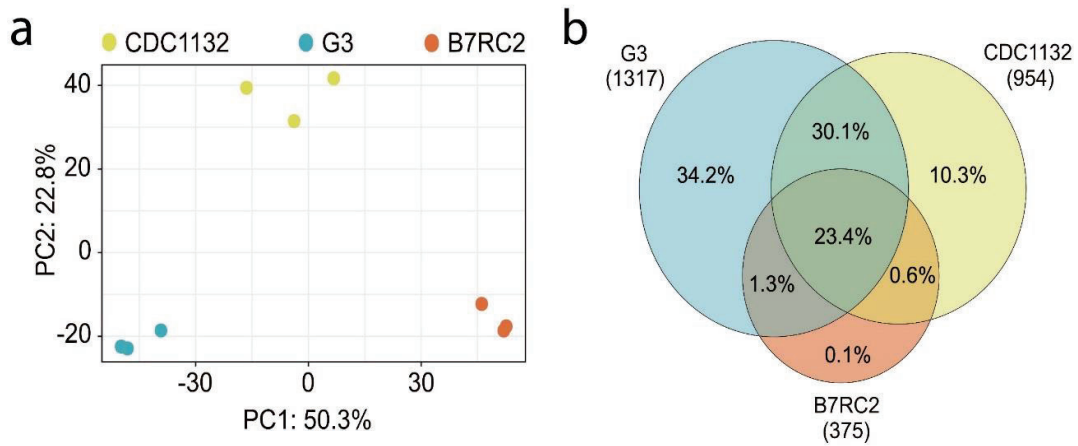 a
CDC1132 G3 B7RC2
40
20
0
-20
PC2: 22.8%
-30 0 30
PC1: 50.3%
b
G3
(1317)
CDC1132
(954)
30.1%
34.2%
10.3%
23.4%
1.3%
0.6%
0.1%
B7RC2
(375)